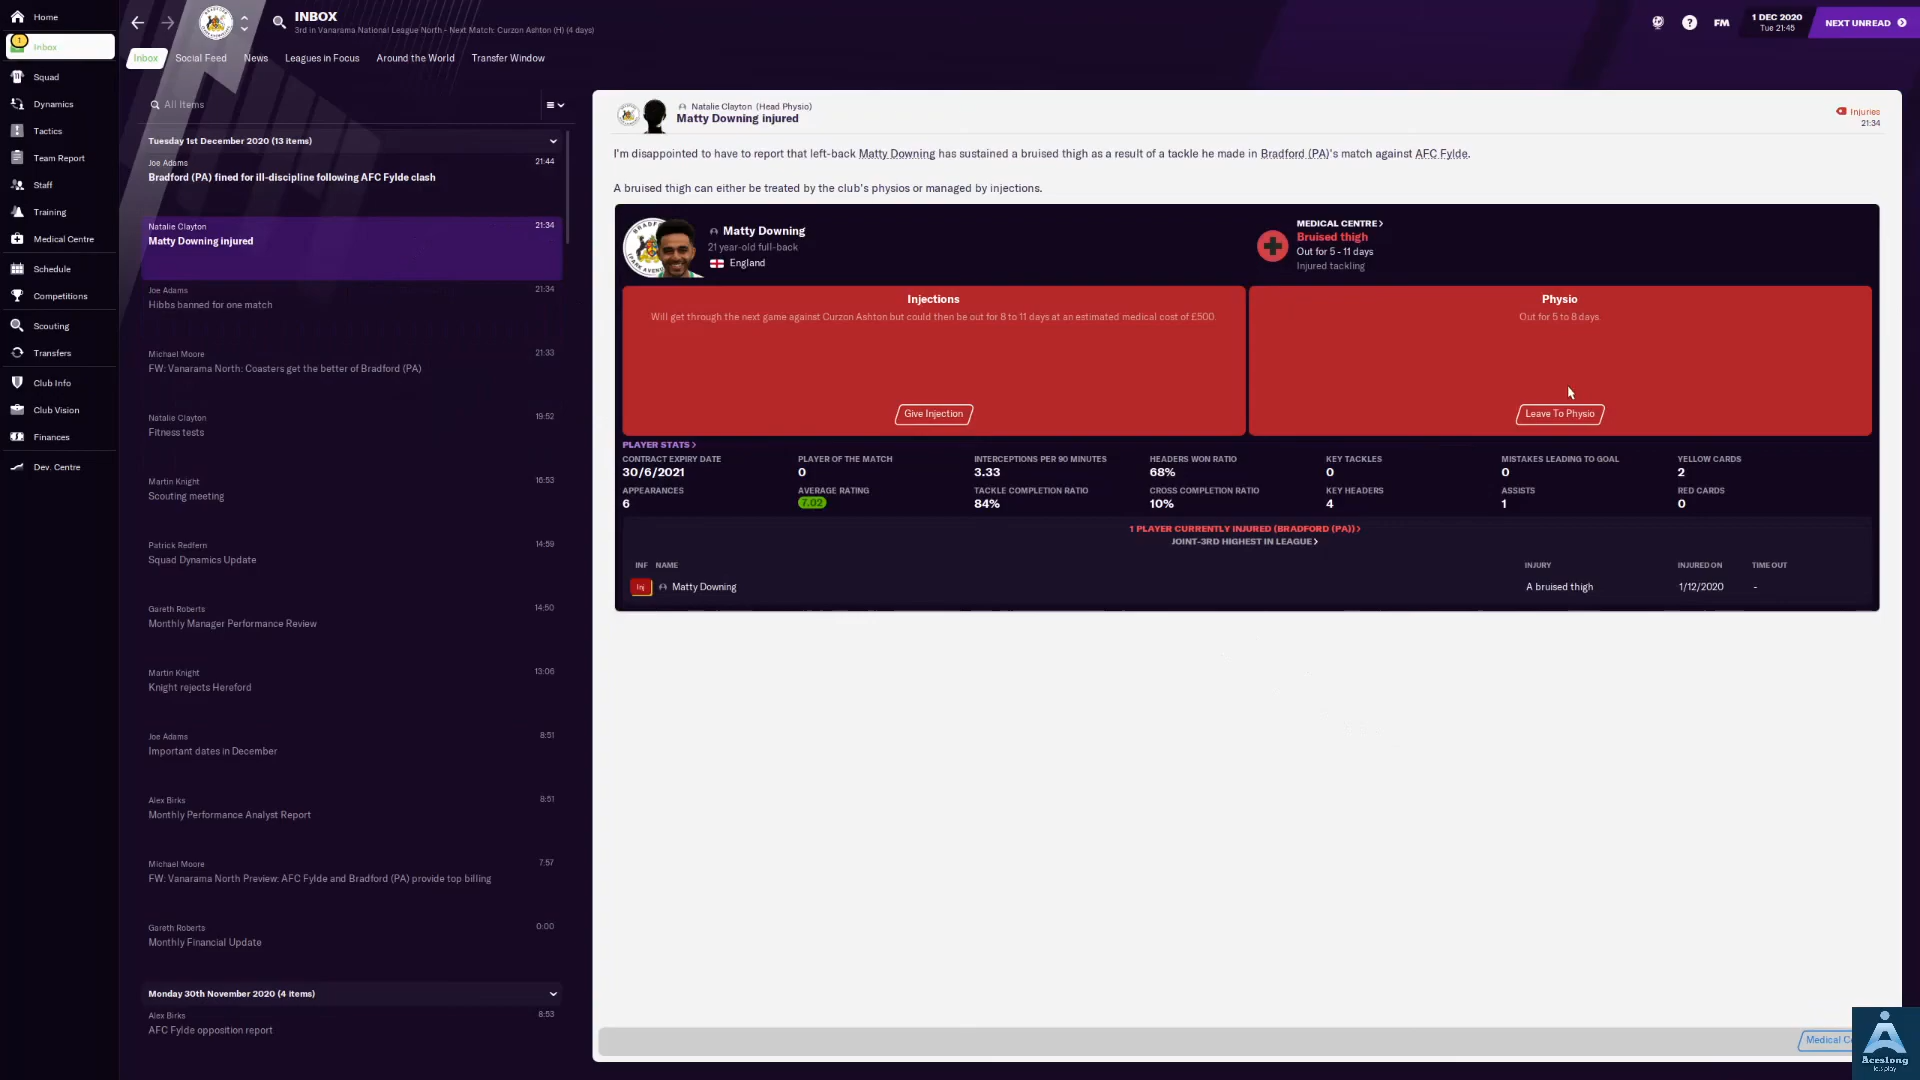 Home
1
Inbox
Squad
Dynamics
Tactics
Team Report
Staff
Training
Medical Centre
Schedule
Competitions
Scouting
Transfers
Club Info
Club Vision
Finances
Dev. Centre
INBOX
3rd in Vanarama National League North - Next Match: Curzon Ashton (H) (4 days)
FM
1 DEC 2020
Tue 21:45
NEXT UNREAD
Inbox
Social Feed
News
Leagues in Focus
Around the World
Transfer Window
All Items
Tuesday 1st December 2020 (13 items)
Joe Adams 21:44
Bradford (PA) fined for ill-discipline following AFC Fylde clash
Natalie Clayton 21:34
Matty Downing injured
Joe Adams 21:34
Hibbs banned for one match
Michael Moore 21:33
FW: Vanarama North: Coasters get the better of Bradford (PA)
Natalie Clayton 19:52
Fitness tests
Martin Knight 16:53
Scouting meeting
Patrick Redfern 14:59
Squad Dynamics Update
Gareth Roberts 14:50
Monthly Manager Performance Review
Martin Knight 13:06
Knight rejects Hereford
Joe Adams 8:51
Important dates in December
Alex Birks 8:51
Monthly Performance Analyst Report
Michael Moore 7:57
FW: Vanarama North Preview: AFC Fylde and Bradford (PA) provide top billing
Gareth Roberts 0:00
Monthly Financial Update
Monday 30th November 2020 (4 items)
Alex Birks 8:53
AFC Fylde opposition report
Natalie Clayton (Head Physio)
Matty Downing injured
Injuries
21:34
I'm disappointed to have to report that left-back Matty Downing has sustained a bruised thigh as a result of a tackle he made in Bradford (PA)'s match against AFC Fylde.
A bruised thigh can either be treated by the club's physios or managed by injections.
Matty Downing
21 year-old full-back
England
MEDICAL CENTRE >
Bruised thigh
Out for 5 - 11 days
Injured tackling
Injections
Will get through the next game against Curzon Ashton but could then be out for 8 to 11 days at an estimated medical cost of £500.
Give Injection
Physio
Out for 5 to 8 days.
Leave To Physio
PLAYER STATS >
CONTRACT EXPIRY DATE PLAYER OF THE MATCH INTERCEPTIONS PER 90 MINUTES HEADERS WON RATIO KEY TACKLES MISTAKES LEADING TO GOAL YELLOW CARDS
30/6/2021 0 3.33 68% 0 0 2
APPEARANCES AVERAGE RATING TACKLE COMPLETION RATIO CROSS COMPLETION RATIO KEY HEADERS ASSISTS RED CARDS
6 7.02 84% 10% 4 1 0
1 PLAYER CURRENTLY INJURED (BRADFORD (PA)) >
JOINT-3RD HIGHEST IN LEAGUE >
INF NAME INJURY INJURED ON TIME OUT
Inj Matty Downing A bruised thigh 1/12/2020 -
Aceslong